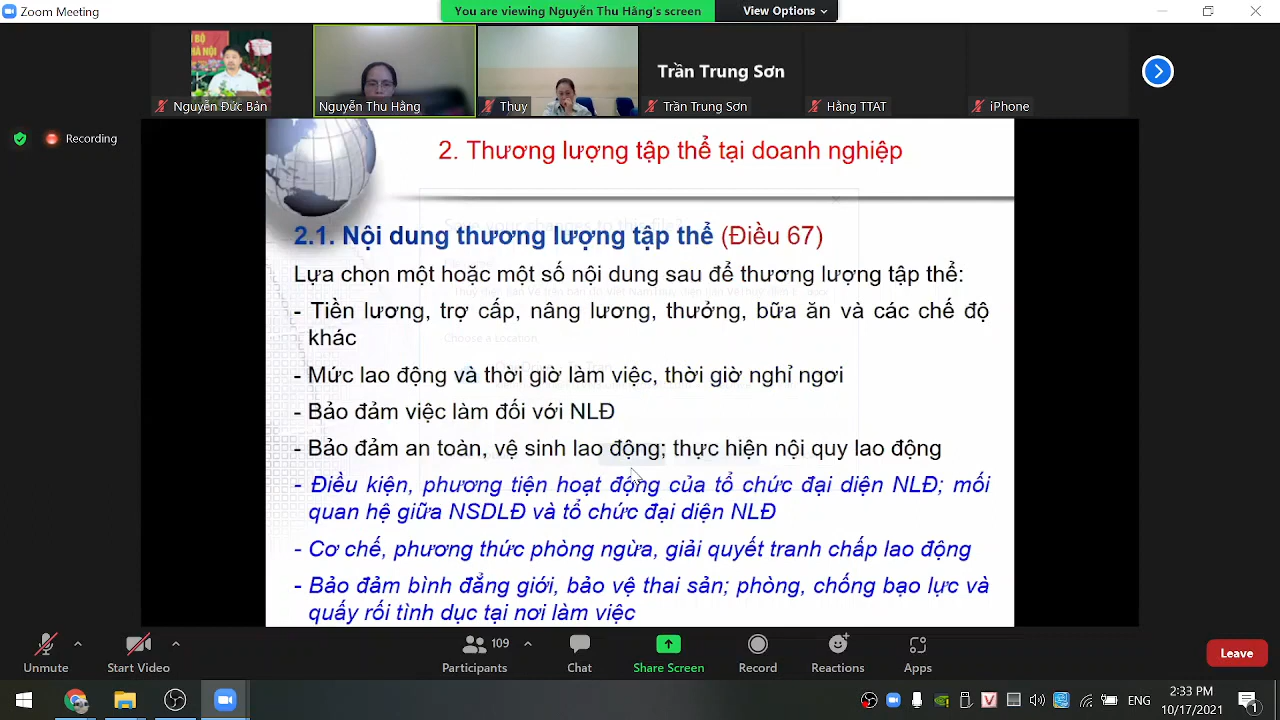 Zoom Meeting
You are viewing Nguyễn Thu Hằng's screen
View Options
Nguyễn Đức Bản
Nguyễn Thu Hằng
Thuy
Trần Trung Sơn
Trần Trung Sơn
Hằng TTAT
iPhone
Recording
2. Thương lượng tập thể tại doanh nghiệp
2.1. Nội dung thương lượng tập thể (Điều 67)
Lựa chọn một hoặc một số nội dung sau để thương lượng tập thể:
- Tiền lương, trợ cấp, nâng lương, thưởng, bữa ăn và các chế độ
khác
- Mức lao động và thời giờ làm việc, thời giờ nghỉ ngơi
- Bảo đảm việc làm đối với NLĐ
- Bảo đảm an toàn, vệ sinh lao động; thực hiện nội quy lao động
- Điều kiện, phương tiện hoạt động của tổ chức đại diện NLĐ; mối
quan hệ giữa NSDLĐ và tổ chức đại diện NLĐ
- Cơ chế, phương thức phòng ngừa, giải quyết tranh chấp lao động
- Bảo đảm bình đẳng giới, bảo vệ thai sản; phòng, chống bạo lực và
quấy rối tình dục tại nơi làm việc
Choose a Location
Unmute
Start Video
Participants
109
Chat
Share Screen
Record
Reactions
Apps
Leave
ENG
2:33 PM
10/17/2021